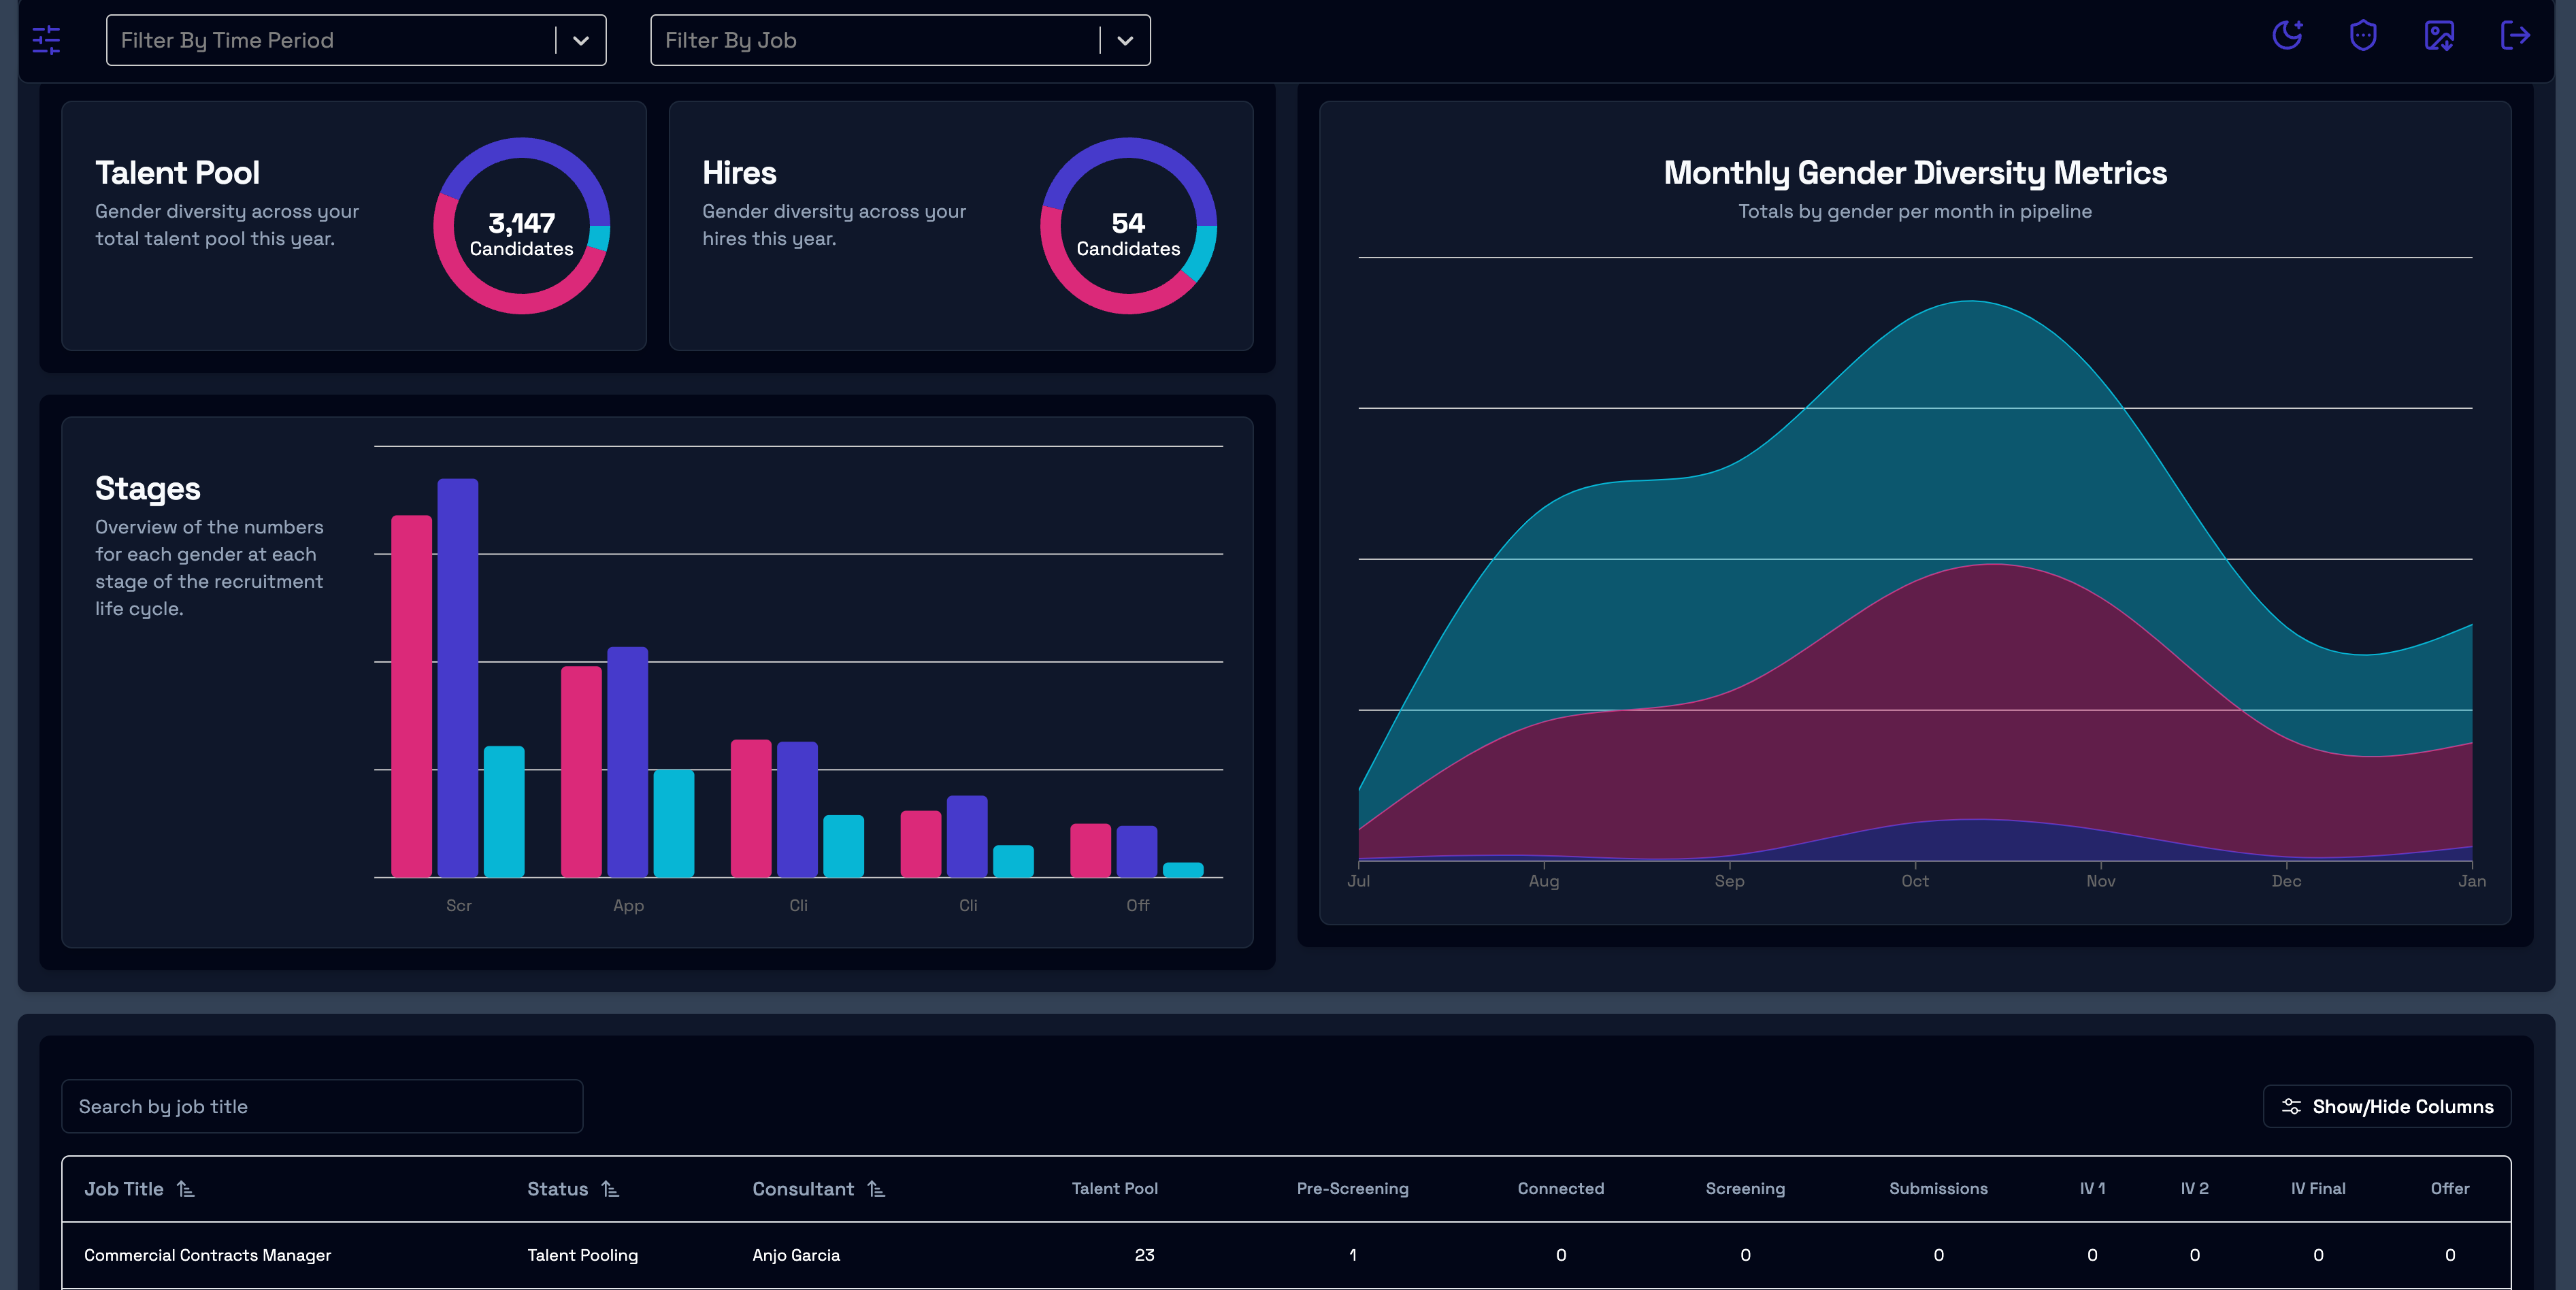 Filter By Time Period
Filter By Job
Talent Pool
Gender diversity across your
total talent pool this year.
3,147
Candidates
Hires
Gender diversity across your
hires this year.
54
Candidates
Monthly Gender Diversity Metrics
Totals by gender per month in pipeline
Jul Aug Sep Oct Nov Dec Jan
Stages
Overview of the numbers
for each gender at each
stage of the recruitment
life cycle.
Scr App Cli Cli Off
Search by job title
Show/Hide Columns
Job Title Status Consultant Talent Pool Pre-Screening Connected Screening Submissions IV 1 IV 2 IV Final Offer
Commercial Contracts Manager Talent Pooling Anjo Garcia 23 1 0 0 0 0 0 0 0